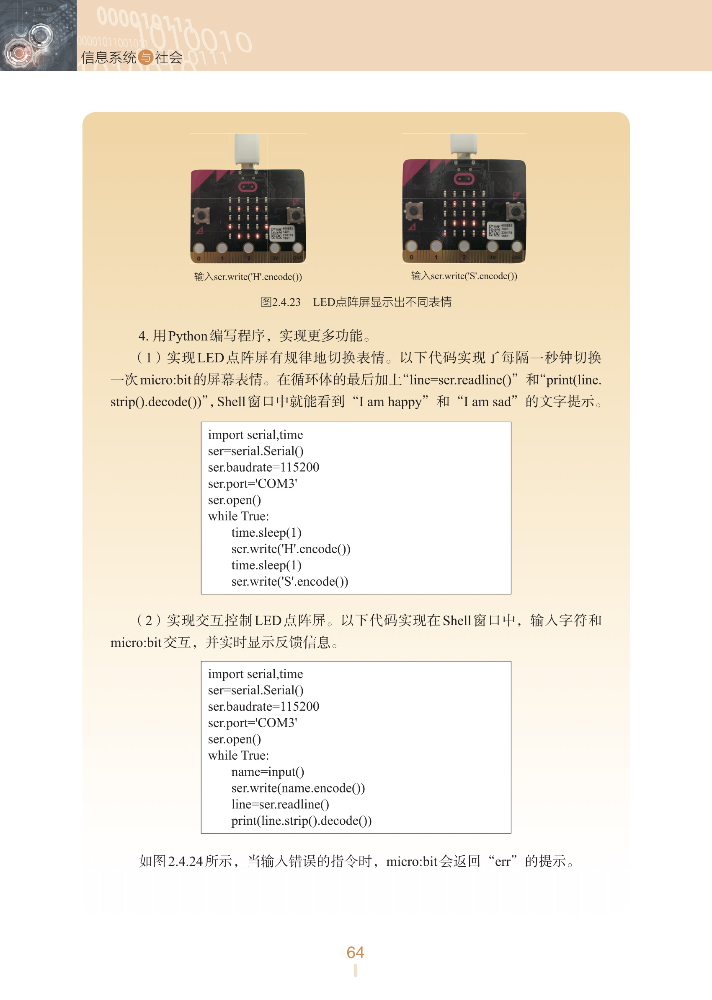 信息系统与社会
输入ser.write('H'.encode())
输入ser.write('S'.encode())
图2.4.23 LED点阵屏显示出不同表情
4. 用Python编写程序，实现更多功能。
（1）实现LED点阵屏有规律地切换表情。以下代码实现了每隔一秒钟切换
一次micro:bit的屏幕表情。在循环体的最后加上“line=ser.readline()”和“print(line.
strip().decode())”, Shell窗口中就能看到“I am happy”和“I am sad”的文字提示。
import serial,time
ser=serial.Serial()
ser.baudrate=115200
ser.port='COM3'
ser.open()
while True:
    time.sleep(1)
    ser.write('H'.encode())
    time.sleep(1)
    ser.write('S'.encode())
（2）实现交互控制LED点阵屏。以下代码实现在Shell窗口中，输入字符和
micro:bit交互，并实时显示反馈信息。
import serial,time
ser=serial.Serial()
ser.baudrate=115200
ser.port='COM3'
ser.open()
while True:
    name=input()
    ser.write(name.encode())
    line=ser.readline()
    print(line.strip().decode())
如图2.4.24所示，当输入错误的指令时，micro:bit会返回“err”的提示。
64